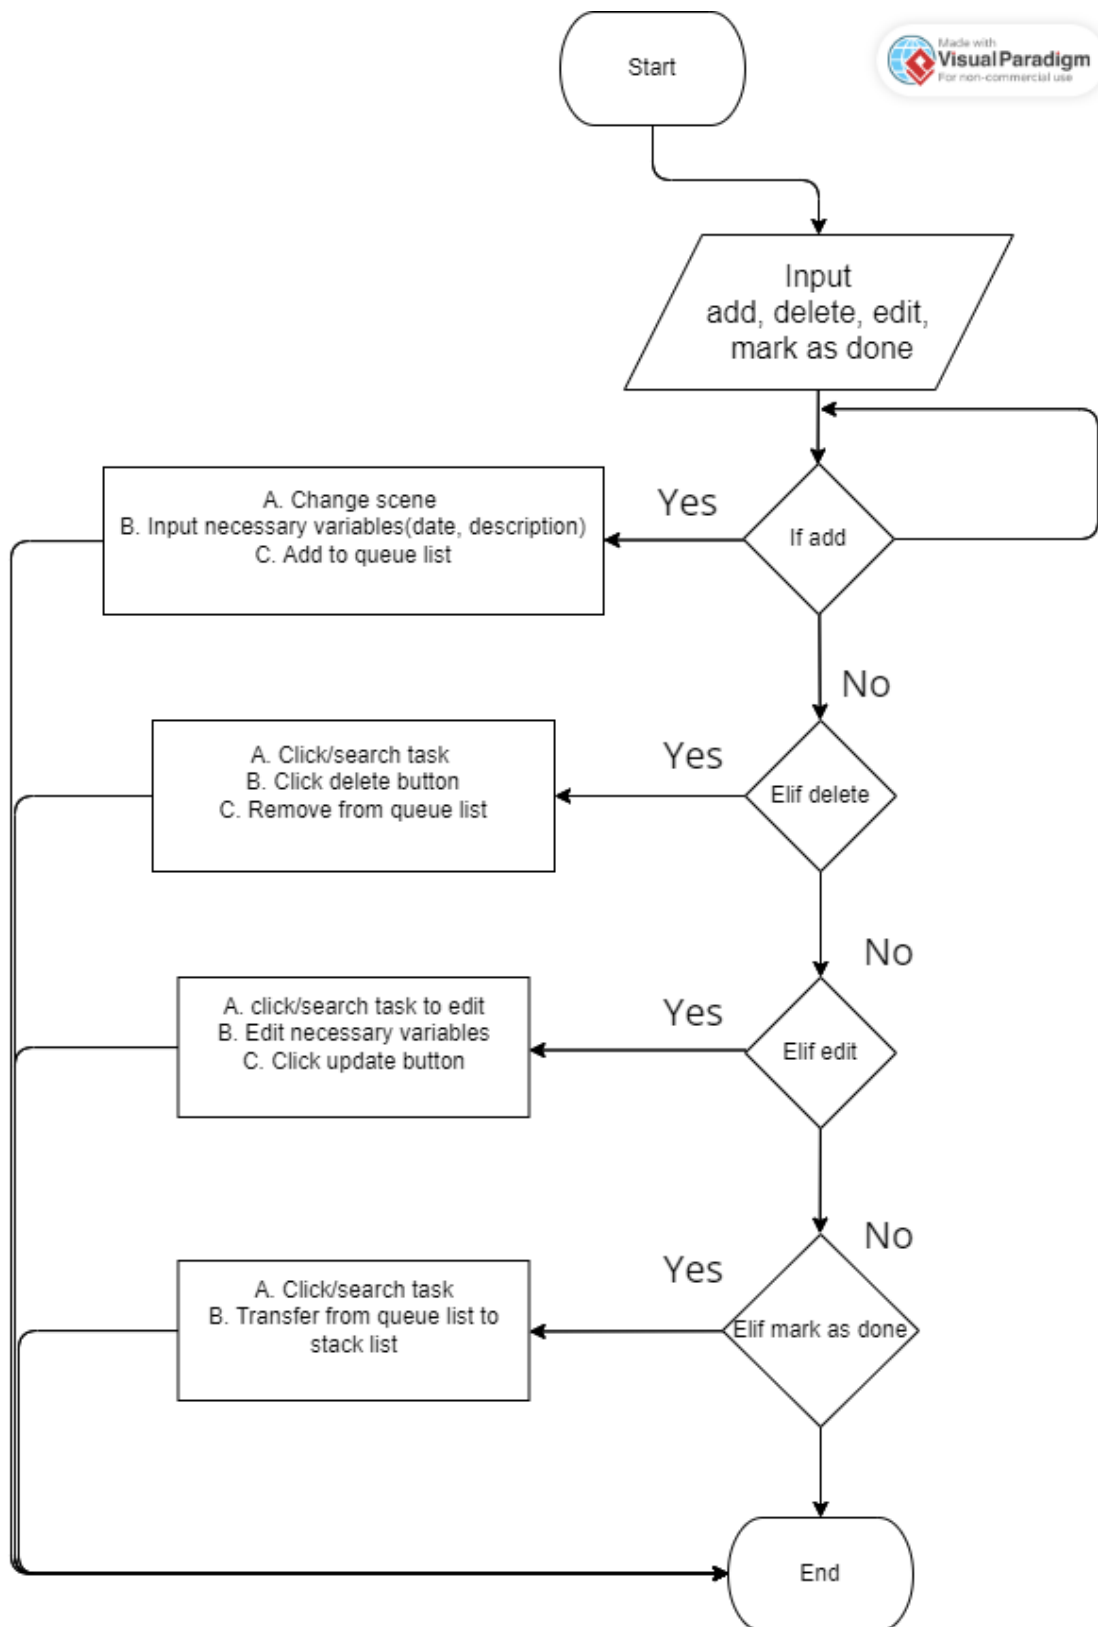 Made with
Visual Paradigm
For non-commercial use
Start
Input
add, delete, edit,
mark as done
If add
Yes
A. Change scene
B. Input necessary variables(date, description)
C. Add to queue list
No
Elif delete
Yes
A. Click/search task
B. Click delete button
C. Remove from queue list
No
Elif edit
Yes
A. click/search task to edit
B. Edit necessary variables
C. Click update button
No
Elif mark as done
Yes
A. Click/search task
B. Transfer from queue list to
stack list
End